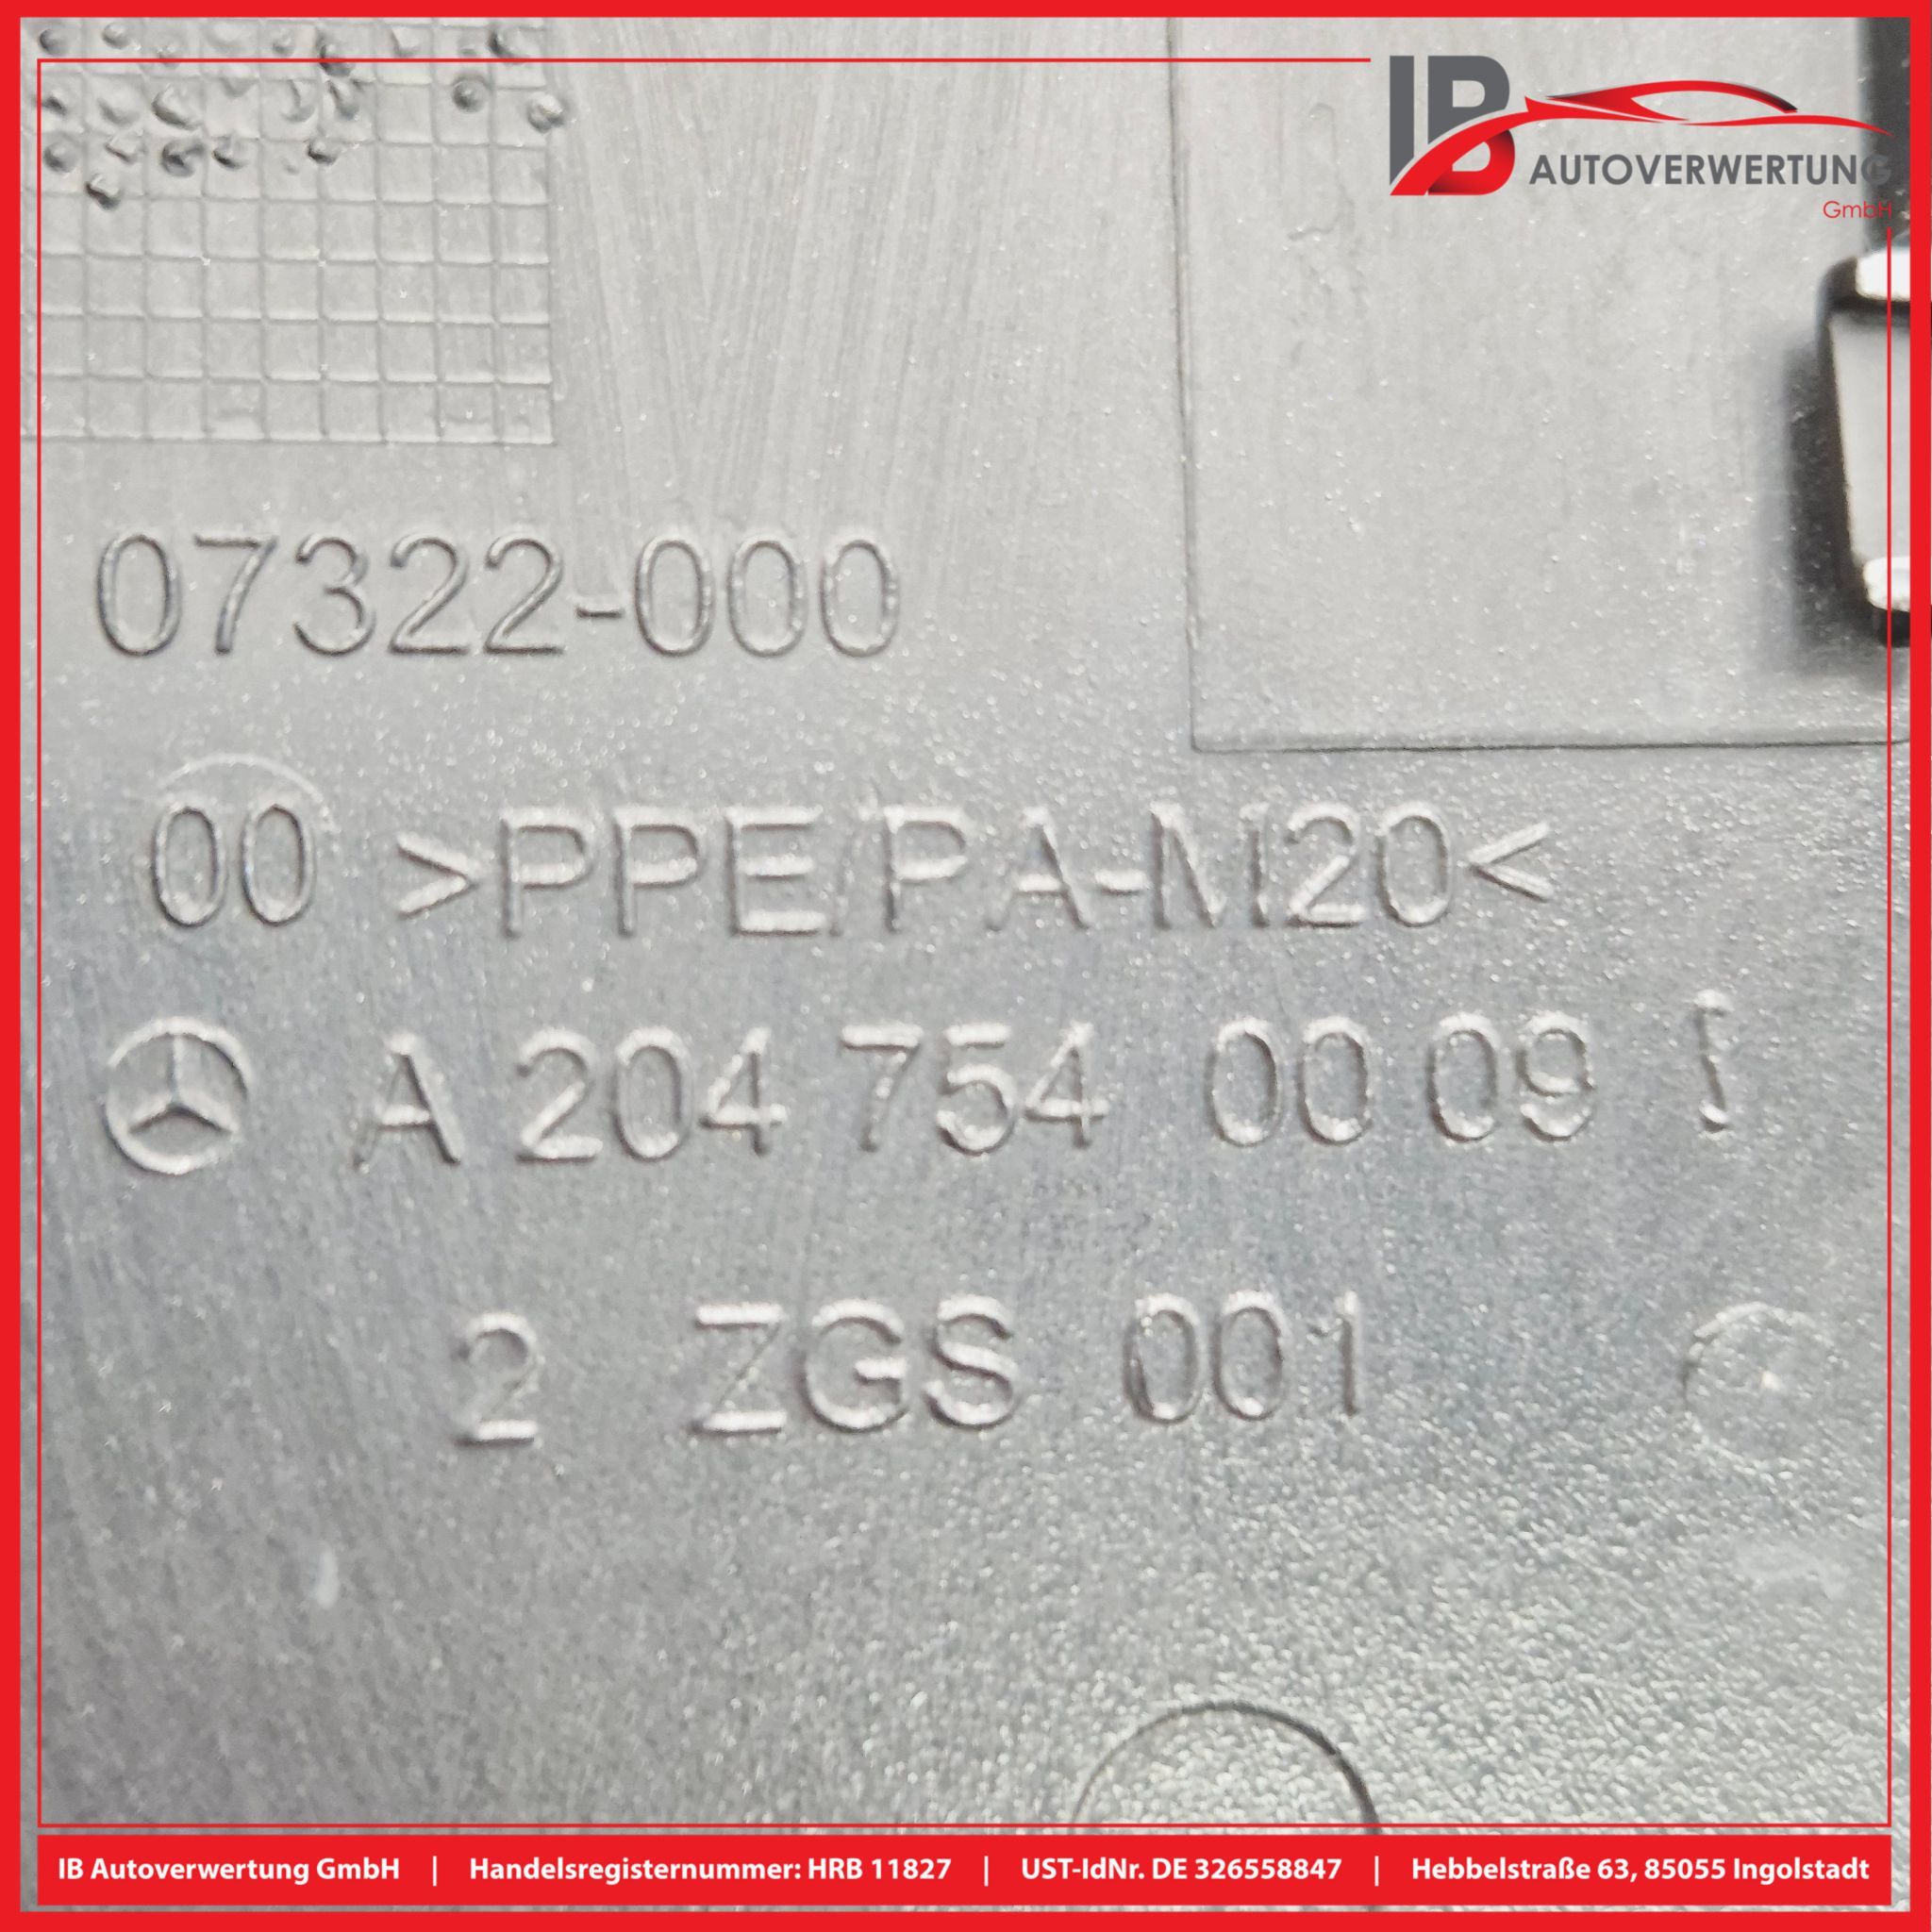 IB
AUTOVERWERTUNG
GmbH
07322-000
00 >PPE/PA-M20<
A 204 754 00 09
2 ZGS 001
IB Autoverwertung GmbH | Handelsregisternummer: HRB 11827 | UST-IdNr. DE 326558847 | Hebbelstraße 63, 85055 Ingolstadt